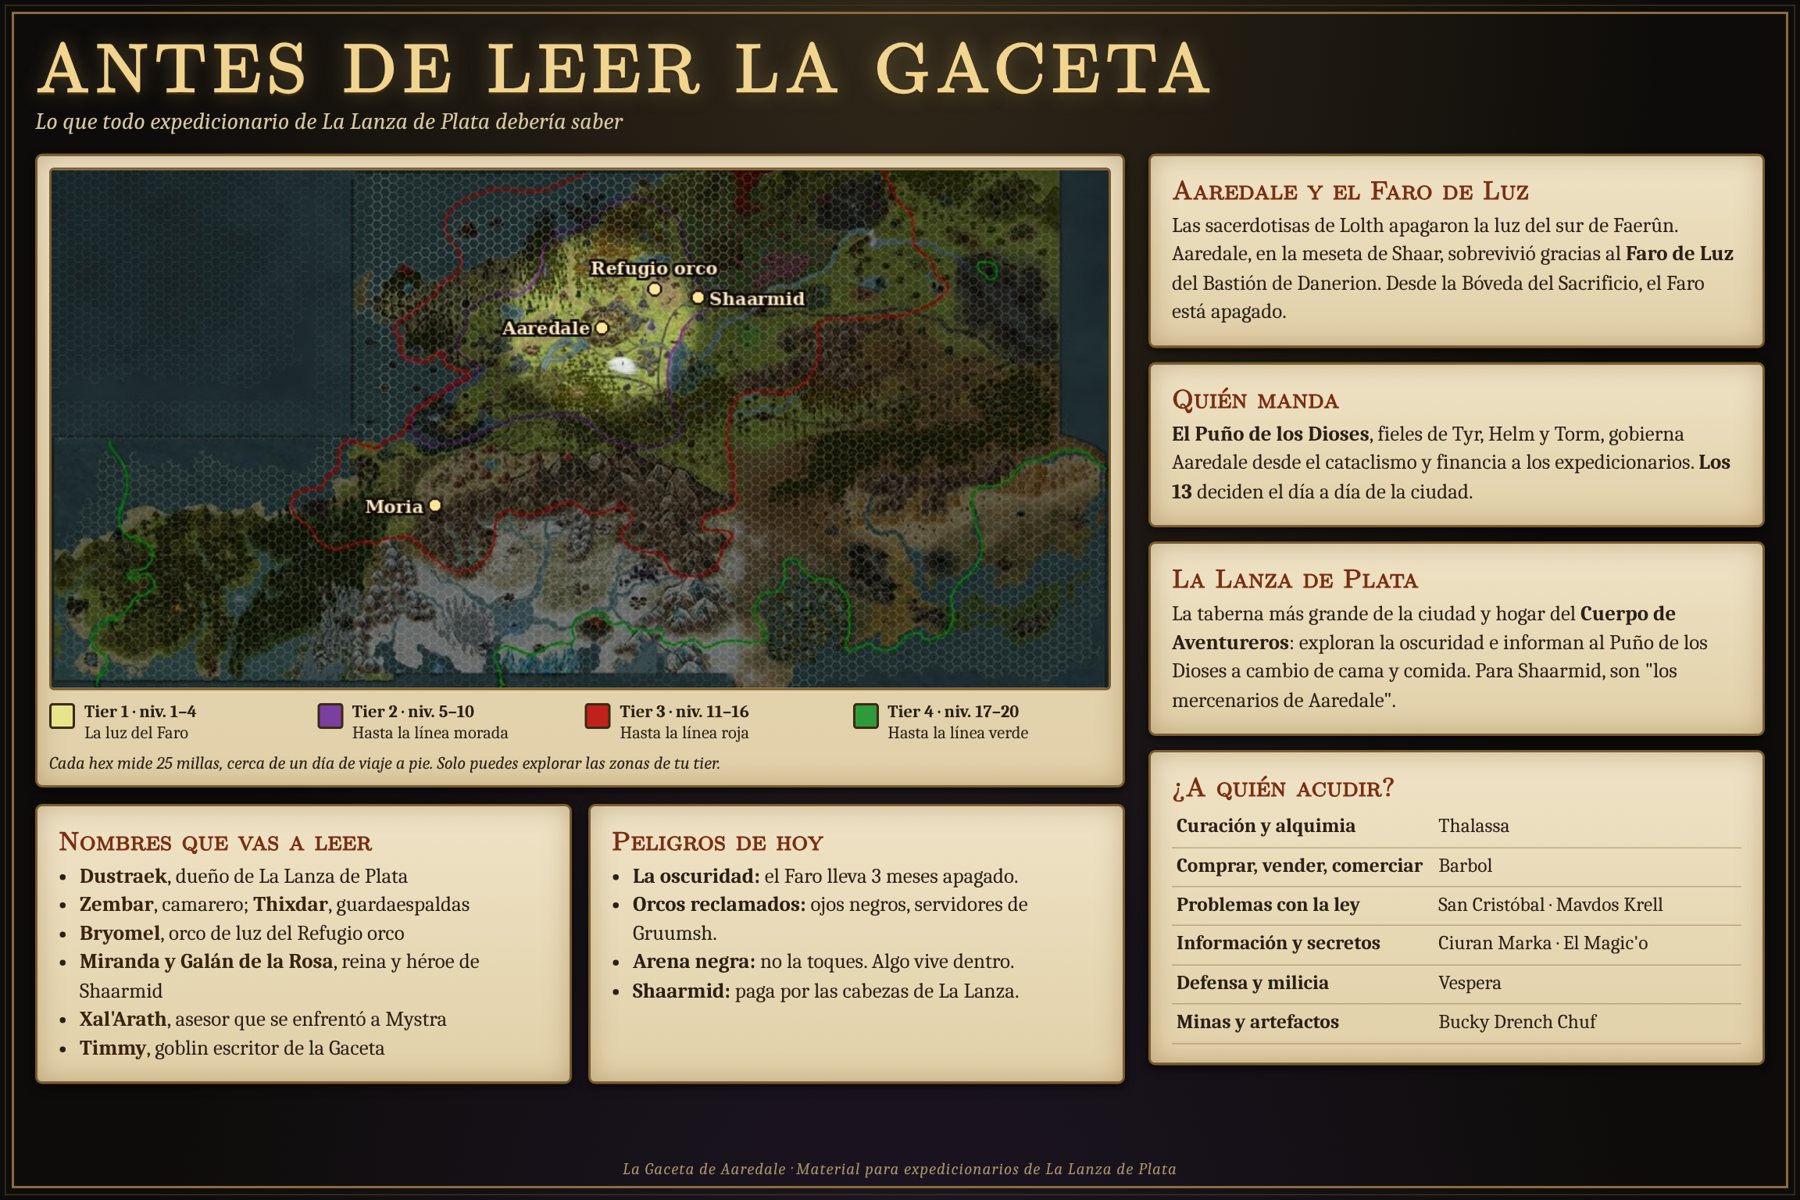 ANTES DE LEER LA GACETA
Lo que todo expedicionario de La Lanza de Plata debería saber
Refugio orco
Shaarmid
Aaredale
Moria
Tier 1 · niv. 1–4
La luz del Faro
Tier 2 · niv. 5–10
Hasta la línea morada
Tier 3 · niv. 11–16
Hasta la línea roja
Tier 4 · niv. 17–20
Hasta la línea verde
Cada hex mide 25 millas, cerca de un día de viaje a pie. Solo puedes explorar las zonas de tu tier.
Nombres que vas a leer
• Dustraek, dueño de La Lanza de Plata
• Zembar, camarero; Thixdar, guardaespaldas
• Bryomel, orco de luz del Refugio orco
• Miranda y Galán de la Rosa, reina y héroe de
Shaarmid
• Xal'Arath, asesor que se enfrentó a Mystra
• Timmy, goblin escritor de la Gaceta
Peligros de hoy
• La oscuridad: el Faro lleva 3 meses apagado.
• Orcos reclamados: ojos negros, servidores de
Gruumsh.
• Arena negra: no la toques. Algo vive dentro.
• Shaarmid: paga por las cabezas de La Lanza.
Aaredale y el Faro de Luz
Las sacerdotisas de Lolth apagaron la luz del sur de Faerûn.
Aaredale, en la meseta de Shaar, sobrevivió gracias al Faro de Luz
del Bastión de Danerion. Desde la Bóveda del Sacrificio, el Faro
está apagado.
Quién manda
El Puño de los Dioses, fieles de Tyr, Helm y Torm, gobierna
Aaredale desde el cataclismo y financia a los expedicionarios. Los
13 deciden el día a día de la ciudad.
La Lanza de Plata
La taberna más grande de la ciudad y hogar del Cuerpo de
Aventureros: exploran la oscuridad e informan al Puño de los
Dioses a cambio de cama y comida. Para Shaarmid, son "los
mercenarios de Aaredale".
¿A quién acudir?
Curación y alquimia Thalassa
Comprar, vender, comerciar Barbol
Problemas con la ley San Cristóbal · Mavdos Krell
Información y secretos Ciuran Marka · El Magic'o
Defensa y milicia Vespera
Minas y artefactos Bucky Drench Chuf
La Gaceta de Aaredale · Material para expedicionarios de La Lanza de Plata